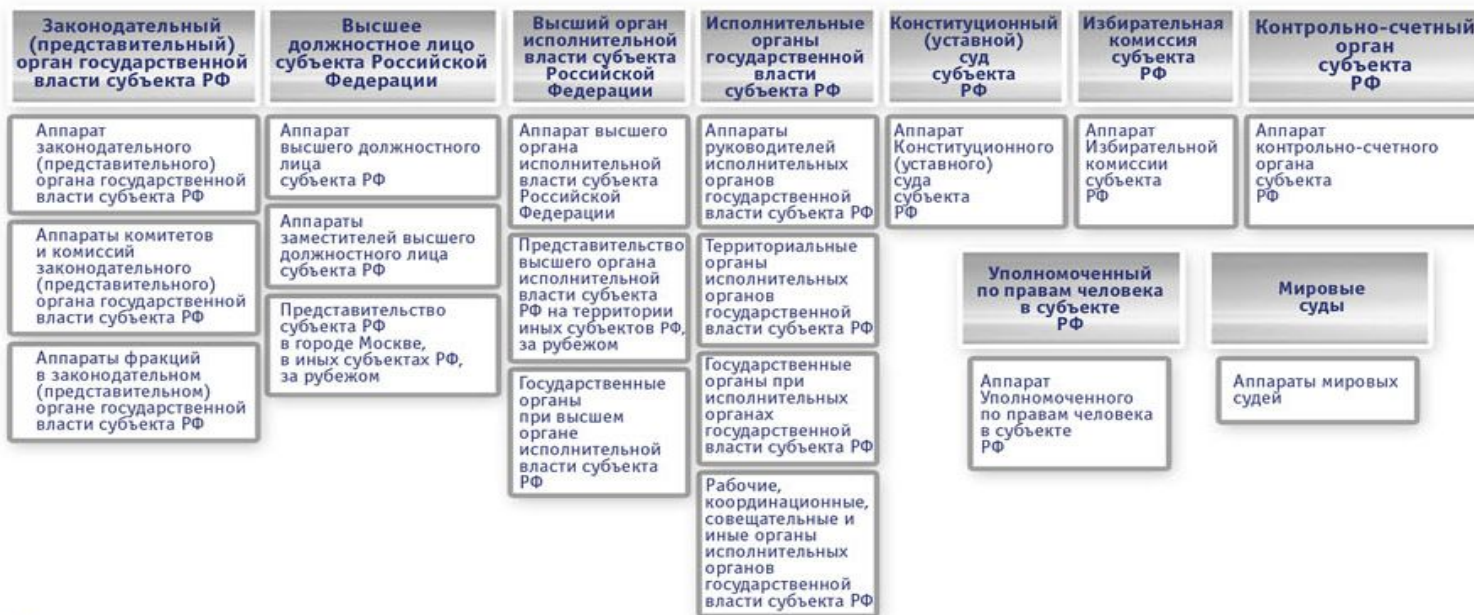 Законодательный
(представительный)
орган государственной
власти субъекта РФ
Высшее
должностное лицо
субъекта Российской
Федерации
Высший орган
исполнительной
власти субъекта
Российской
Федерации
Исполнительные
органы
государственной
власти
субъекта РФ
Конституционный
(уставной)
суд
субъекта
РФ
Избирательная
комиссия
субъекта
РФ
Контрольно-счетный
орган
субъекта
РФ
Аппарат
законодательного
(представительного)
органа государственной
власти субъекта РФ
Аппараты комитетов
и комиссий
законодательного
(представительного)
органа государственной
власти субъекта РФ
Аппараты фракций
в законодательном
(представительном)
органе государственной
власти субъекта РФ
Аппарат
высшего должностного
лица
субъекта РФ
Аппараты
заместителей высшего
должностного лица
субъекта РФ
Представительство
субъекта РФ
в городе Москве,
в иных субъектах РФ,
за рубежом
Аппарат высшего
органа
исполнительной
власти субъекта
Российской
Федерации
Представительство
высшего органа
исполнительной
власти субъекта
РФ на территории
иных субъектов РФ,
за рубежом
Государственные
органы
при высшем
органе
исполнительной
власти субъекта
РФ
Аппараты
руководителей
исполнительных
органов
государственной
власти субъекта РФ
Территориальные
органы
исполнительных
органов
государственной
власти субъекта РФ
Государственные
органы при
исполнительных
органах
государственной
власти субъекта РФ
Рабочие,
координационные,
совещательные и
иные органы
исполнительных
органов
государственной
власти субъекта РФ
Аппарат
Конституционного
(уставного)
суда
субъекта
РФ
Аппарат
Избирательной
комиссии
субъекта
РФ
Аппарат
контрольно-счетного
органа
субъекта
РФ
Уполномоченный
по правам человека
в субъекте
РФ
Аппарат
Уполномоченного
по правам человека
в субъекте
РФ
Мировые
суды
Аппараты мировых
судей